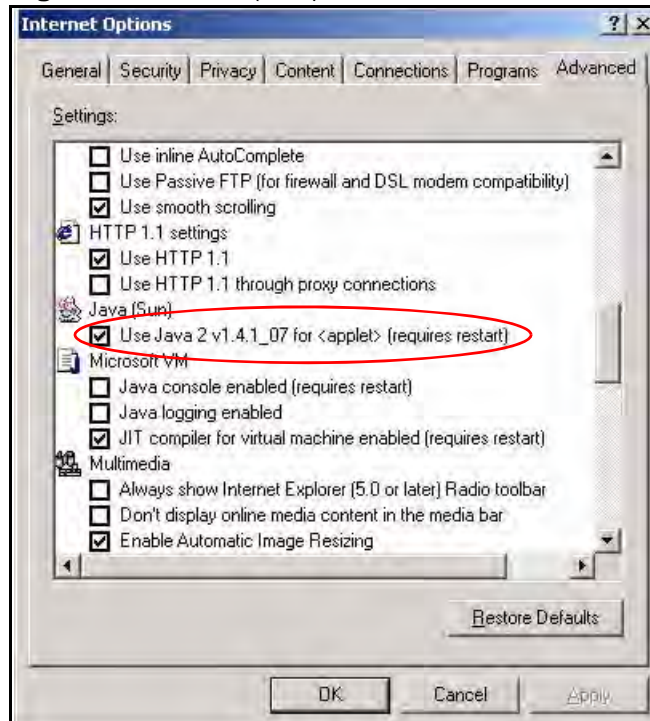 Internet Options
General Security Privacy Content Connections Programs Advanced
Settings:
Use inline AutoComplete
Use Passive FTP (for firewall and DSL modem compatibility)
Use smooth scrolling
HTTP 1.1 settings
Use HTTP 1.1
Use HTTP 1.1 through proxy connections
Java (Sun)
Use Java 2 v1.4.1_07 for <applet> (requires restart)
Microsoft VM
Java console enabled (requires restart)
Java logging enabled
JIT compiler for virtual machine enabled (requires restart)
Multimedia
Always show Internet Explorer (5.0 or later) Radio toolbar
Don't display online media content in the media bar
Enable Automatic Image Resizing
Restore Defaults
OK Cancel Apply